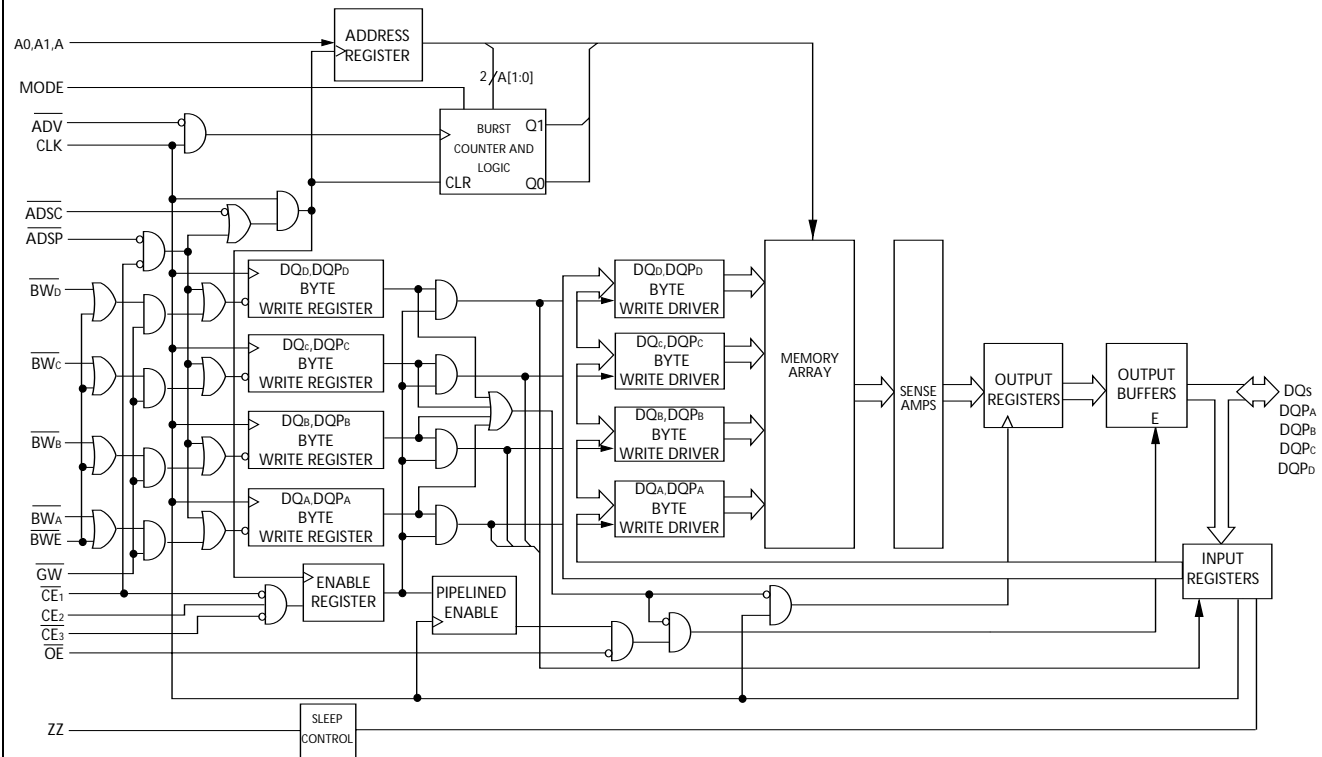 A0,A1,A
MODE
ADV
CLK
ADSC
ADSP
BWD
BWC
BWB
BWA
BWE
GW
CE1
CE2
CE3
OE
ZZ
ADDRESS
REGISTER
2 A[1:0]
BURST
COUNTER AND
LOGIC
Q1
CLR
Q0
DQD,DQPD
BYTE
WRITE REGISTER
DQc,DQPC
BYTE
WRITE REGISTER
DQB,DQPB
BYTE
WRITE REGISTER
DQA,DQPA
BYTE
WRITE REGISTER
ENABLE
REGISTER
PIPELINED
ENABLE
SLEEP
CONTROL
DQD,DQPD
BYTE
WRITE DRIVER
DQc,DQPC
BYTE
WRITE DRIVER
DQB,DQPB
BYTE
WRITE DRIVER
DQA,DQPA
BYTE
WRITE DRIVER
MEMORY
ARRAY
SENSE
AMPS
OUTPUT
REGISTERS
OUTPUT
BUFFERS
E
DQs
DQPA
DQPB
DQPC
DQPD
INPUT
REGISTERS